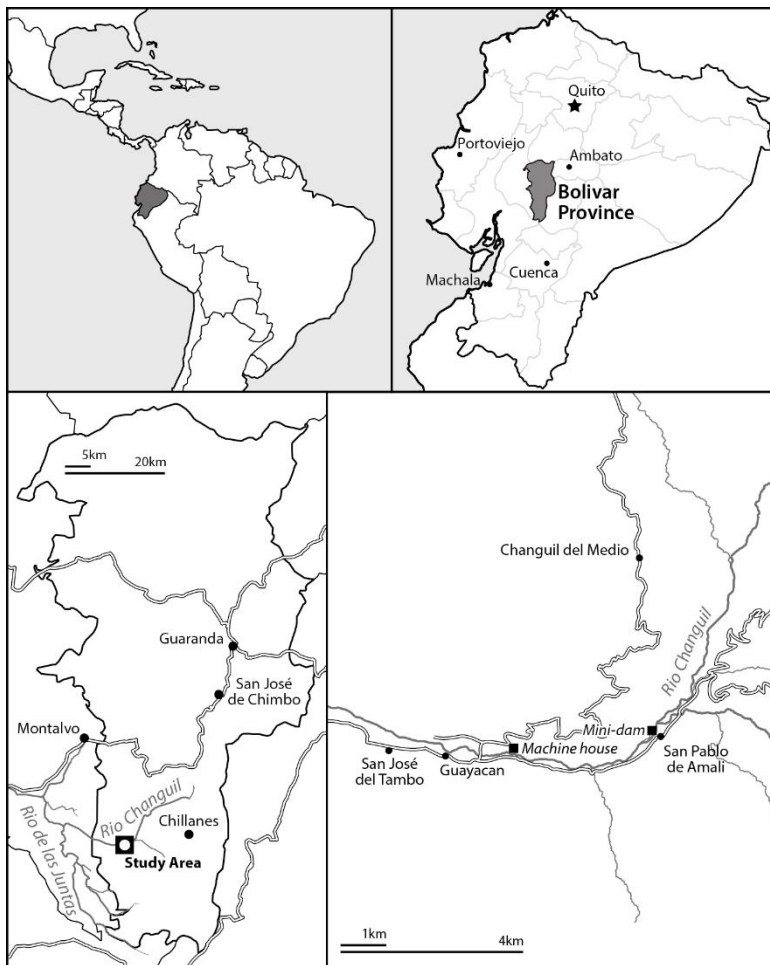 Quito
Portoviejo
Ambato
Bolivar
Province
Machala
Cuenca
5km
20km
Guaranda
San José
de Chimbo
Montalvo
Rio Changuil
Chillanes
Rio de las Juntas
Study Area
Changuil del Medio
Rio Changuil
Mini-dam
Machine house
San José
del Tambo
Guayacan
San Pablo
de Amali
1km
4km